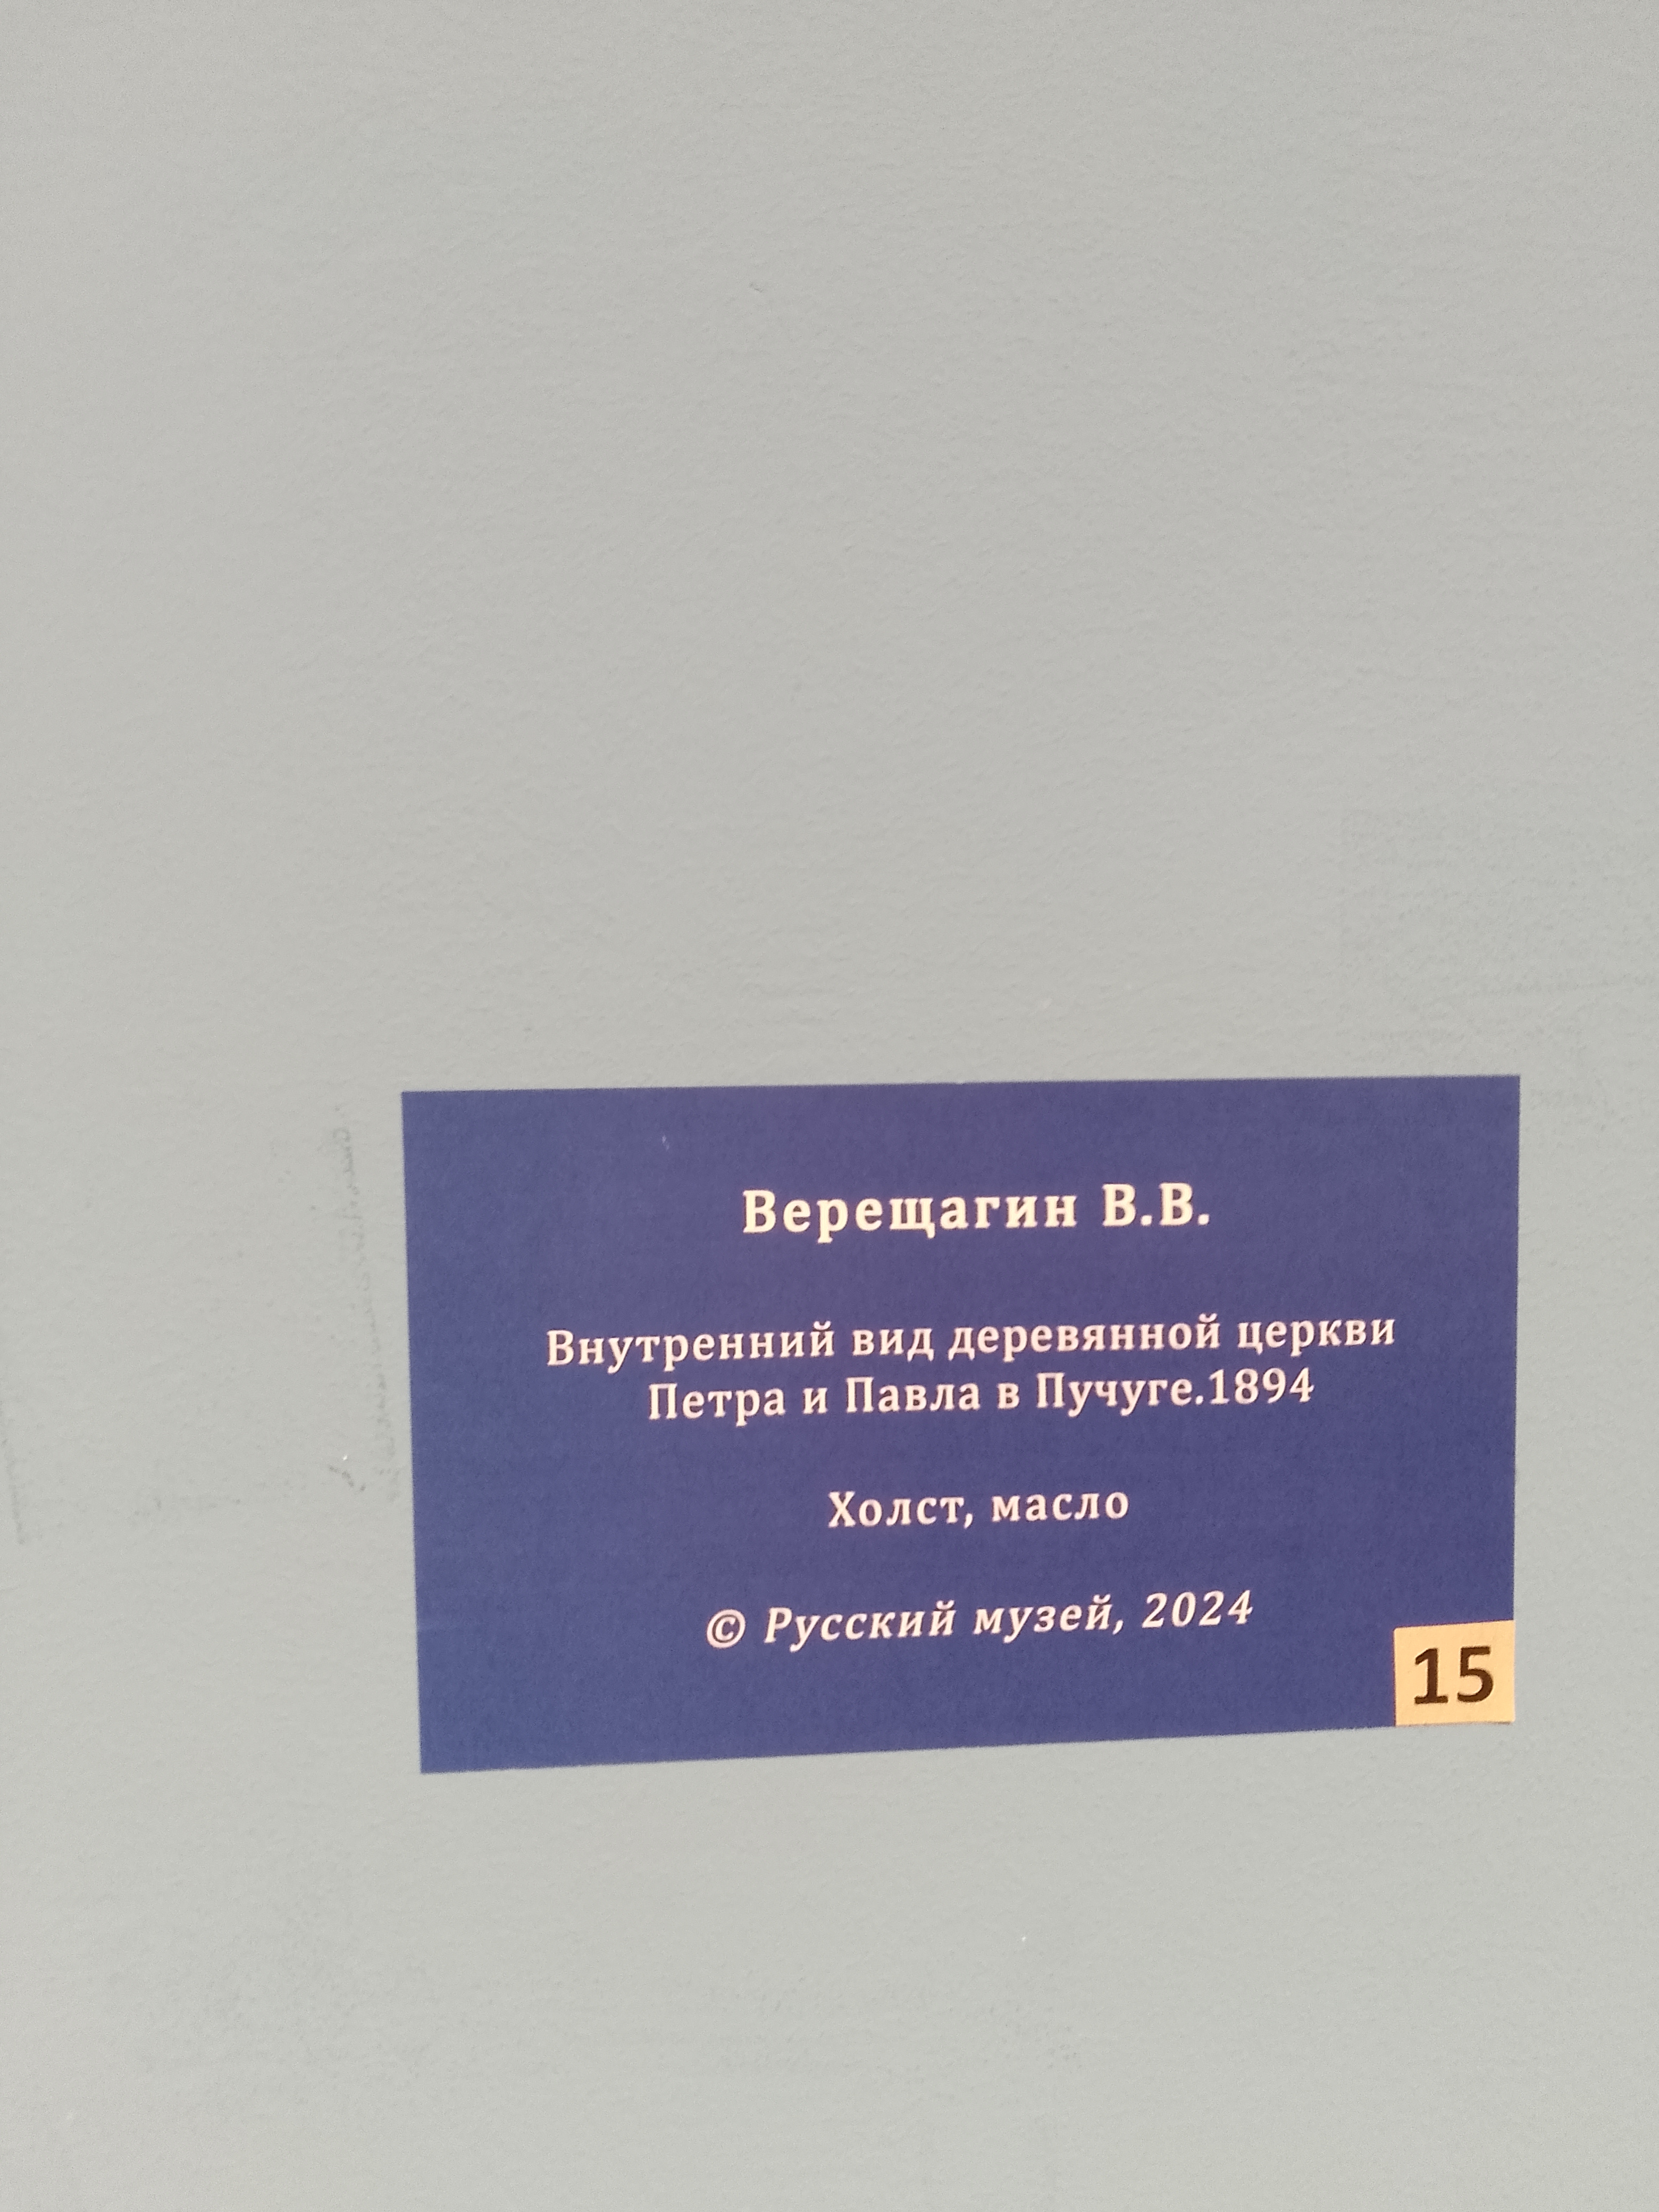 Верещагин В.В.
Внутренний вид деревянной церкви
Петра и Павла в Пучуге.1894
Холст, масло
© Русский музей, 2024
15